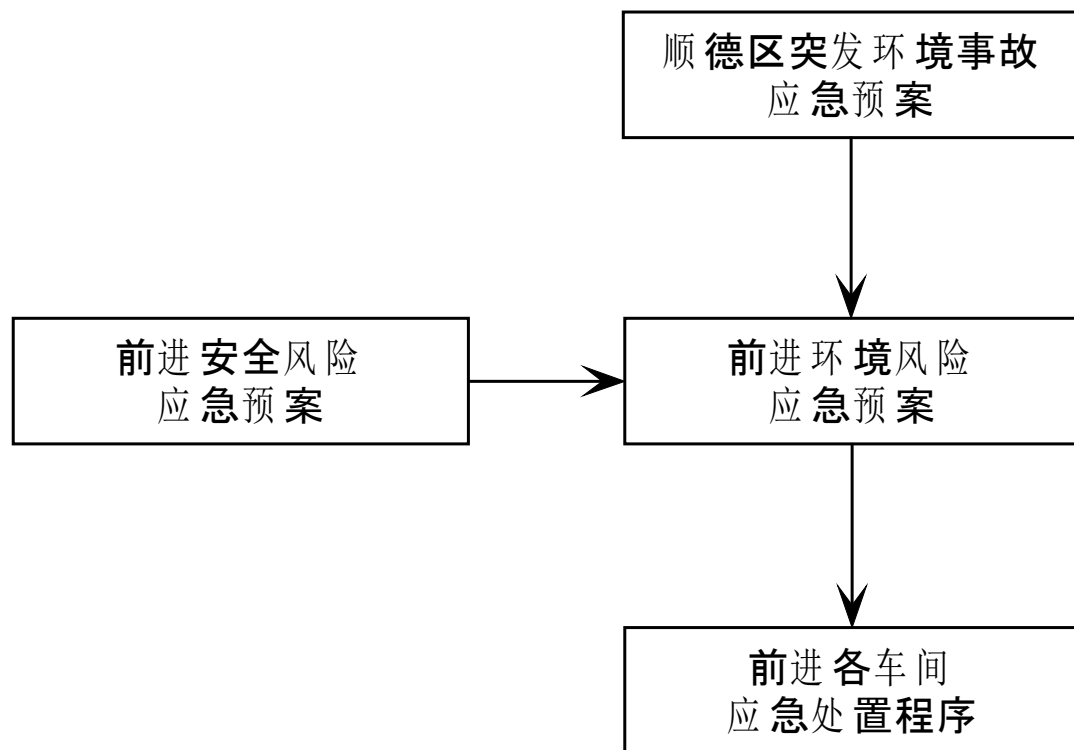 顺德区突发环境事故
应急预案
前进安全风险
应急预案
前进环境风险
应急预案
前进各车间
应急处置程序